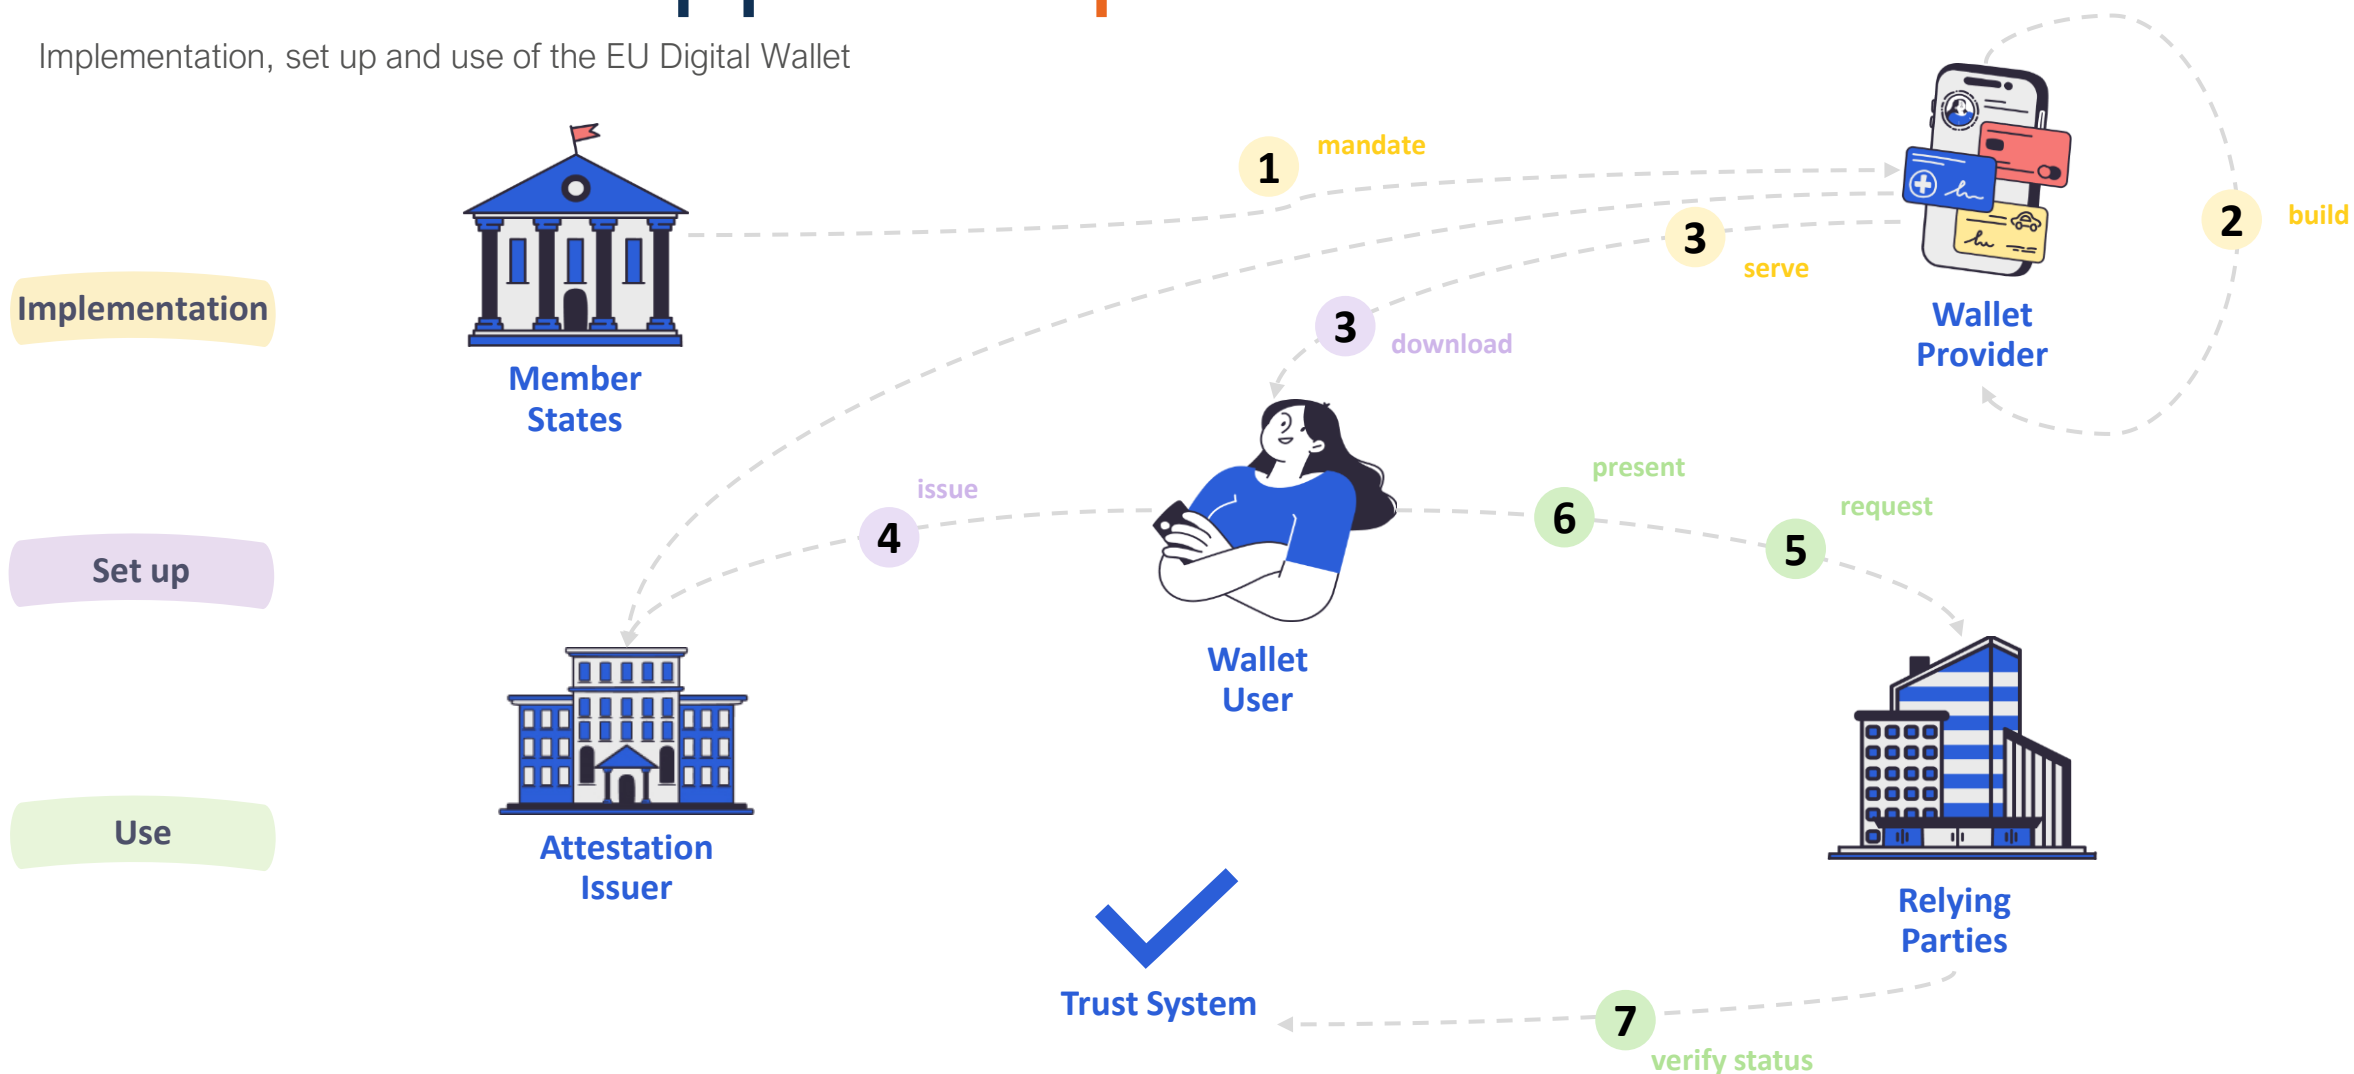 Implementation, set up and use of the EU Digital Wallet
1
mandate
2
build
3
serve
3
download
Implementation
Member
States
Wallet
Provider
present
6
request
5
issue
4
Set up
Wallet
User
Use
Attestation
Issuer
Relying
Parties
Trust System
7
verify status